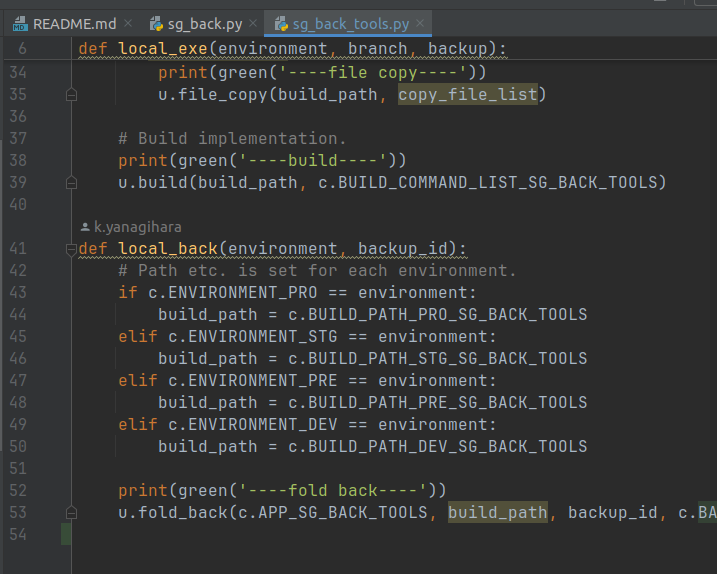 README.md × sg_back.py × sg_back_tools.py ×
6 def local_exe(environment, branch, backup):
34 print(green('----file copy----'))
35 u.file_copy(build_path, copy_file_list)
36
37 # Build implementation.
38 print(green('----build----'))
39 u.build(build_path, c.BUILD_COMMAND_LIST_SG_BACK_TOOLS)
40
k.yanagihara
41 def local_back(environment, backup_id):
42 # Path etc. is set for each environment.
43 if c.ENVIRONMENT_PRO == environment:
44 build_path = c.BUILD_PATH_PRO_SG_BACK_TOOLS
45 elif c.ENVIRONMENT_STG == environment:
46 build_path = c.BUILD_PATH_STG_SG_BACK_TOOLS
47 elif c.ENVIRONMENT_PRE == environment:
48 build_path = c.BUILD_PATH_PRE_SG_BACK_TOOLS
49 elif c.ENVIRONMENT_DEV == environment:
50 build_path = c.BUILD_PATH_DEV_SG_BACK_TOOLS
51
52 print(green('----fold back----'))
53 u.fold_back(c.APP_SG_BACK_TOOLS, build_path, backup_id, c.BA
54